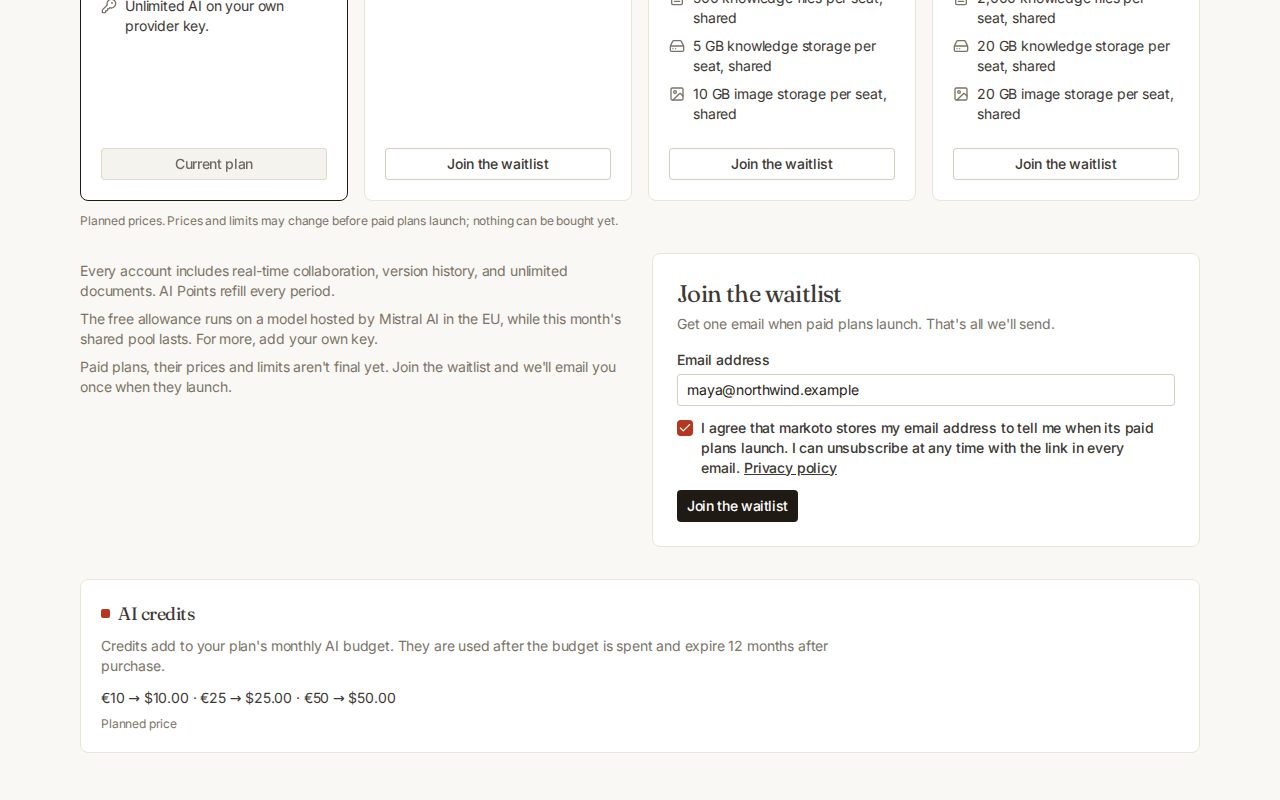 Unlimited AI on your own
provider key.
Current plan
Join the waitlist
seat, shared
5 GB knowledge storage per
seat, shared
10 GB image storage per seat,
shared
Join the waitlist
seat, shared
20 GB knowledge storage per
seat, shared
20 GB image storage per seat,
shared
Join the waitlist
Planned prices. Prices and limits may change before paid plans launch; nothing can be bought yet.
Every account includes real-time collaboration, version history, and unlimited
documents. AI Points refill every period.
The free allowance runs on a model hosted by Mistral AI in the EU, while this month's
shared pool lasts. For more, add your own key.
Paid plans, their prices and limits aren't final yet. Join the waitlist and we'll email you
once when they launch.
Join the waitlist
Get one email when paid plans launch. That's all we'll send.
Email address
maya@northwind.example
I agree that markoto stores my email address to tell me when its paid
plans launch. I can unsubscribe at any time with the link in every
email. Privacy policy
Join the waitlist
AI credits
Credits add to your plan's monthly AI budget. They are used after the budget is spent and expire 12 months after
purchase.
€10 → $10.00 · €25 → $25.00 · €50 → $50.00
Planned price